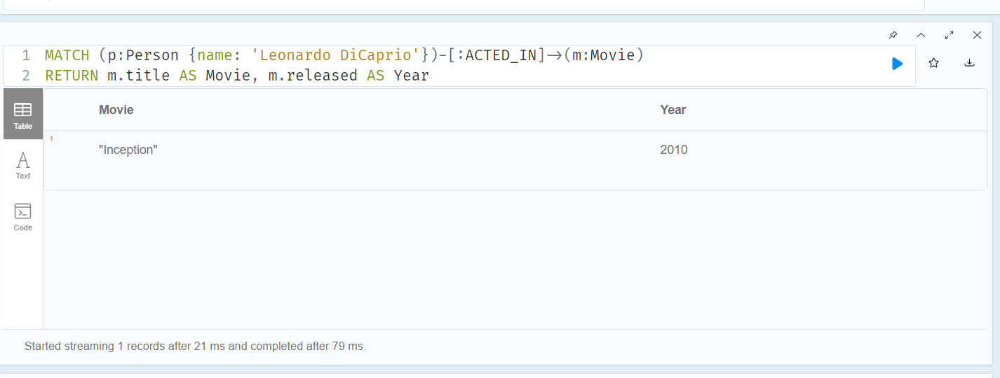 1 MATCH (p:Person {name: 'Leonardo DiCaprio'})-[:ACTED_IN]->(m:Movie)
2 RETURN m.title AS Movie, m.released AS Year
Table
Movie Year
1
"Inception" 2010
A
Text
Code
Started streaming 1 records after 21 ms and completed after 79 ms.